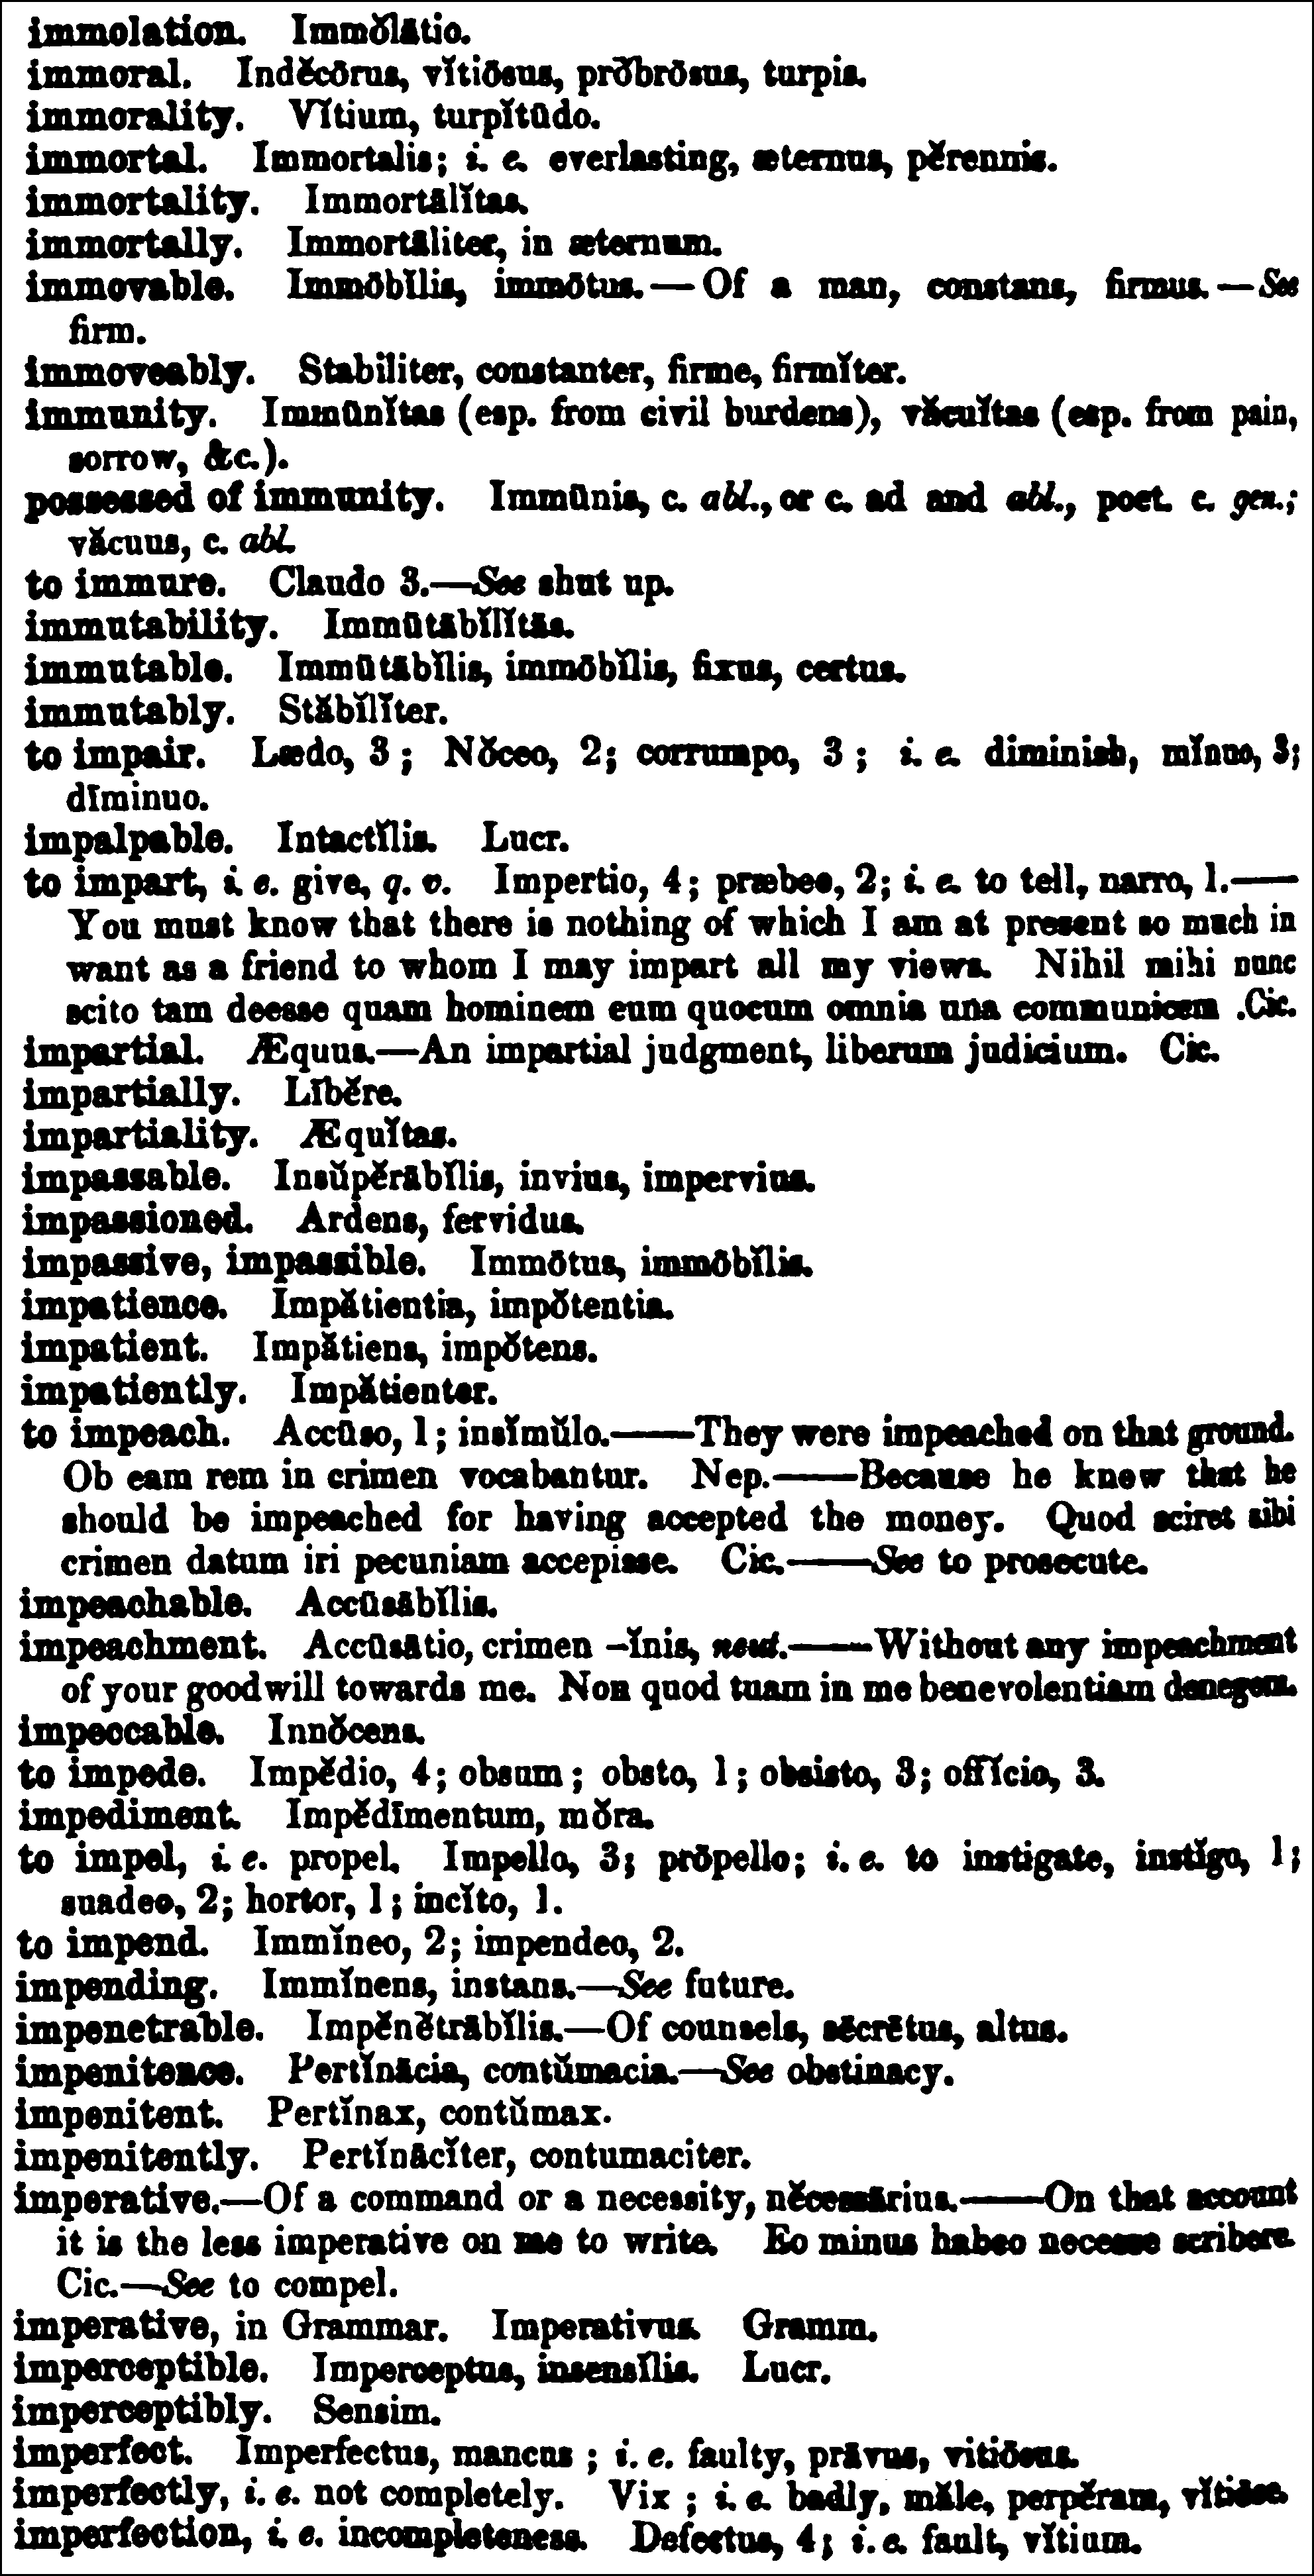 immolation. Immŏlātio.
immoral. Indĕcōrus, vĭtiōsus, prŏbrōsus, turpis.
immorality. Vĭtium, turpĭtūdo.
immortal. Immortalis; i. e. everlasting, æternus, pĕrennis.
immortality. Immortālĭtas.
immortally. Immortāliter, in æternum.
immovable. Immōbĭlis, immōtus.—Of a man, constans, firmus.—See
firm.
immoveably. Stabiliter, constanter, firme, firmĭter.
immunity. Immūnĭtas (esp. from civil burdens), văcuĭtas (esp. from pain,
sorrow, &c.).
possessed of immunity. Immūnis, c. abl., or c. ad and abl., poet. c. gen.;
văcuus, c. abl.
to immure. Claudo 3.—See shut up.
immutability. Immūtābĭlĭtās.
immutable. Immūtābĭlis, immōbĭlis, fixus, certus.
immutably. Stăbĭlĭter.
to impair. Lædo, 3; Nŏceo, 2; corrumpo, 3; i. e. diminish, mĭnuo, 3;
dīminuo.
impalpable. Intactĭlis. Lucr.
to impart, i. e. give, q. v. Impertio, 4; præbeo, 2; i. e. to tell, narro, 1.——
You must know that there is nothing of which I am at present so much in
want as a friend to whom I may impart all my views. Nihil mihi nunc
scito tam deesse quam hominem eum quocum omnia una communicem .Cic.
impartial. Æquus.—An impartial judgment, liberum judicium. Cic.
impartially. Lībĕre.
impartiality. Æquĭtas.
impassable. Insŭpĕrābĭlis, invius, impervius.
impassioned. Ardens, fervidus.
impassive, impassible. Immōtus, immōbĭlis.
impatience. Impătientia, impŏtentia.
impatient. Impătiens, impŏtens.
impatiently. Impătienter.
to impeach. Accūso, 1; insĭmŭlo.——They were impeached on that ground.
Ob eam rem in crimen vocabantur. Nep.——Because he knew that he
should be impeached for having accepted the money. Quod sciret sibi
crimen datum iri pecuniam accepisse. Cic.——See to prosecute.
impeachable. Accūsābĭlis.
impeachment. Accūsātio, crimen –ĭnis, neut.——Without any impeachment
of your goodwill towards me. Non quod tuam in me benevolentiam denegem.
impeccable. Innŏcens.
to impede. Impĕdio, 4; obsum; obsto, 1; obsisto, 3; offĭcio, 3.
impediment. Impĕdīmentum, mŏra.
to impel, i. e. propel. Impello, 3; prōpello; i. e. to instigate, instĭgo, 1;
suadeo, 2; hortor, 1; incĭto, 1.
to impend. Immĭneo, 2; impendeo, 2.
impending. Immĭnens, instans.—See future.
impenetrable. Impĕnĕtrābĭlis.—Of counsels, sēcrētus, altus.
impenitence. Pertĭnācia, contŭmacia.—See obstinacy.
impenitent. Pertĭnax, contŭmax.
impenitently. Pertĭnācĭter, contumaciter.
imperative.—Of a command or a necessity, nĕcessārius.——On that account
it is the less imperative on me to write. Eo minus habeo necesse scribere.
Cic.—See to compel.
imperative, in Grammar. Imperativus. Gramm.
imperceptible. Imperceptus, insensĭlis. Lucr.
imperceptibly. Sensim.
imperfect. Imperfectus, mancus; i. e. faulty, prāvus, vitiōsus.
imperfectly, i. e. not completely. Vix; i. e. badly, măle, perpĕram, vĭtiōse.
imperfection, i. e. incompleteness. Defectus, 4; i. e. fault, vĭtium.